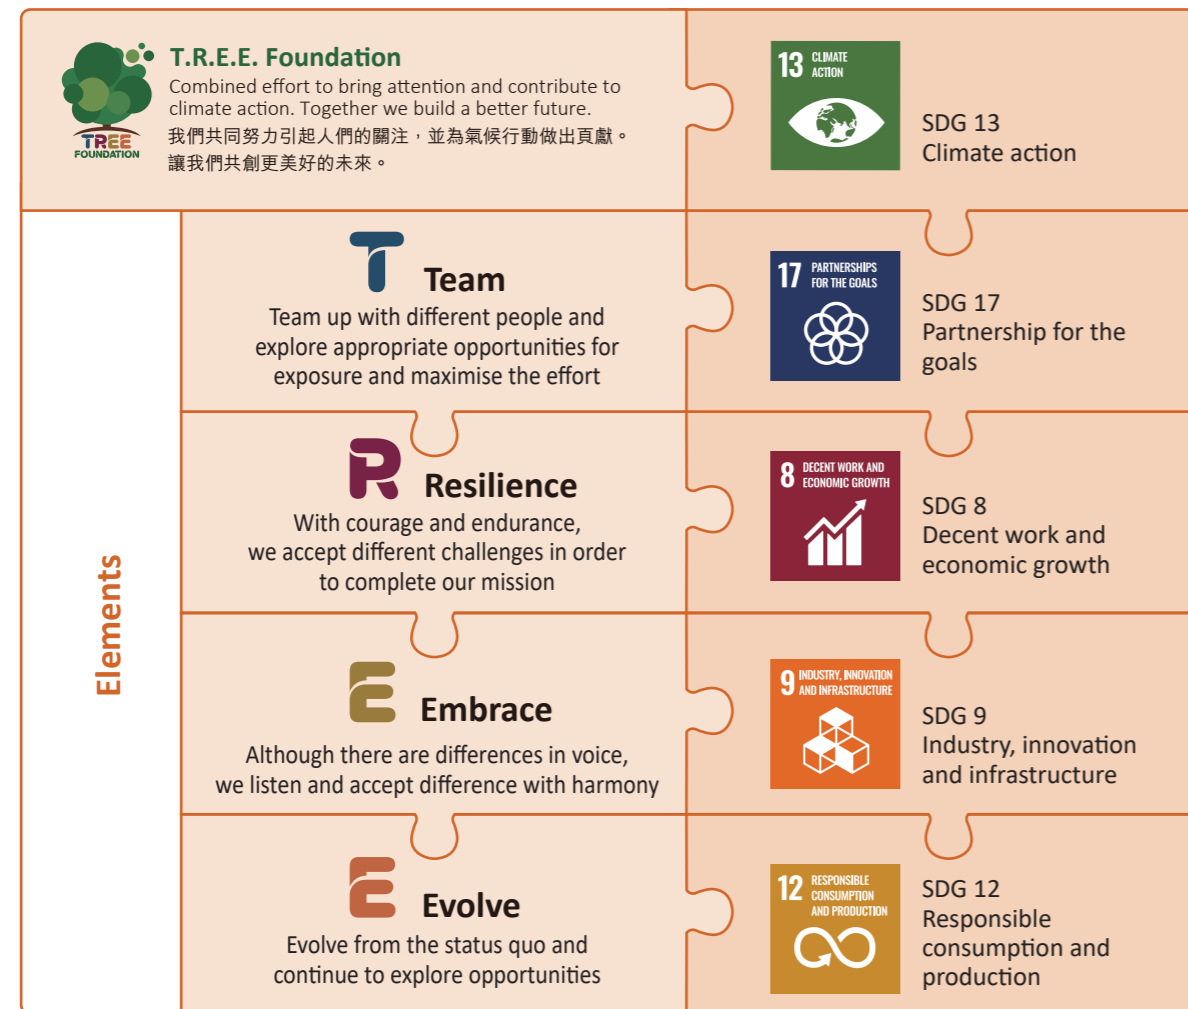 T.R.E.E. Foundation
Combined effort to bring attention and contribute to
climate action. Together we build a better future.
我們共同努力引起人們的關注，並為氣候行動做出貢獻。
讓我們共創更美好的未來。
TREE
FOUNDATION
13 CLIMATE
ACTION
SDG 13
Climate action
Elements
T
Team
Team up with different people and
explore appropriate opportunities for
exposure and maximise the effort
17 PARTNERSHIPS
FOR THE GOALS
SDG 17
Partnership for the
goals
R
Resilience
With courage and endurance,
we accept different challenges in order
to complete our mission
8 DECENT WORK AND
ECONOMIC GROWTH
SDG 8
Decent work and
economic growth
E
Embrace
Although there are differences in voice,
we listen and accept difference with harmony
9 INDUSTRY, INNOVATION
AND INFRASTRUCTURE
SDG 9
Industry, innovation
and infrastructure
E
Evolve
Evolve from the status quo and
continue to explore opportunities
12 RESPONSIBLE
CONSUMPTION
AND PRODUCTION
SDG 12
Responsible
consumption and
production